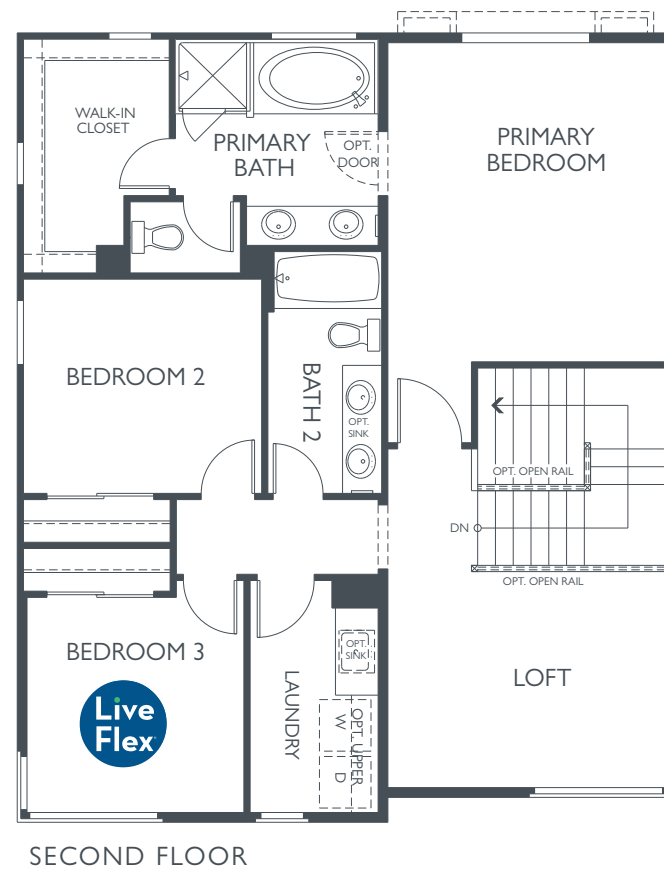 WALK-IN
CLOSET
PRIMARY
BATH
OPT.
DOOR
PRIMARY
BEDROOM
BEDROOM 2
BATH 2
OPT.
SINK
OPT. OPEN RAIL
DN
OPT. OPEN RAIL
BEDROOM 3
Live
Flex
LAUNDRY
OPT.
SINK
OPT. UPPER
W
D
LOFT
SECOND FLOOR